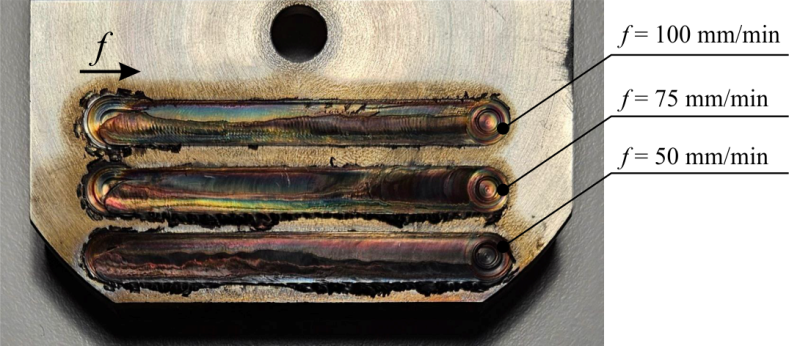 f
f = 100 mm/min
f = 75 mm/min
f = 50 mm/min